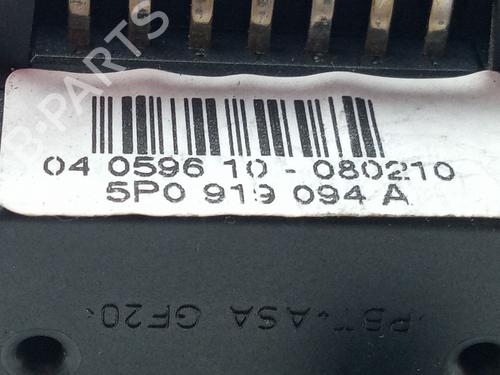 B-PARTS
04 0596 10 - 080210
5P0 919 094 A
>PBT+ASA GF20<